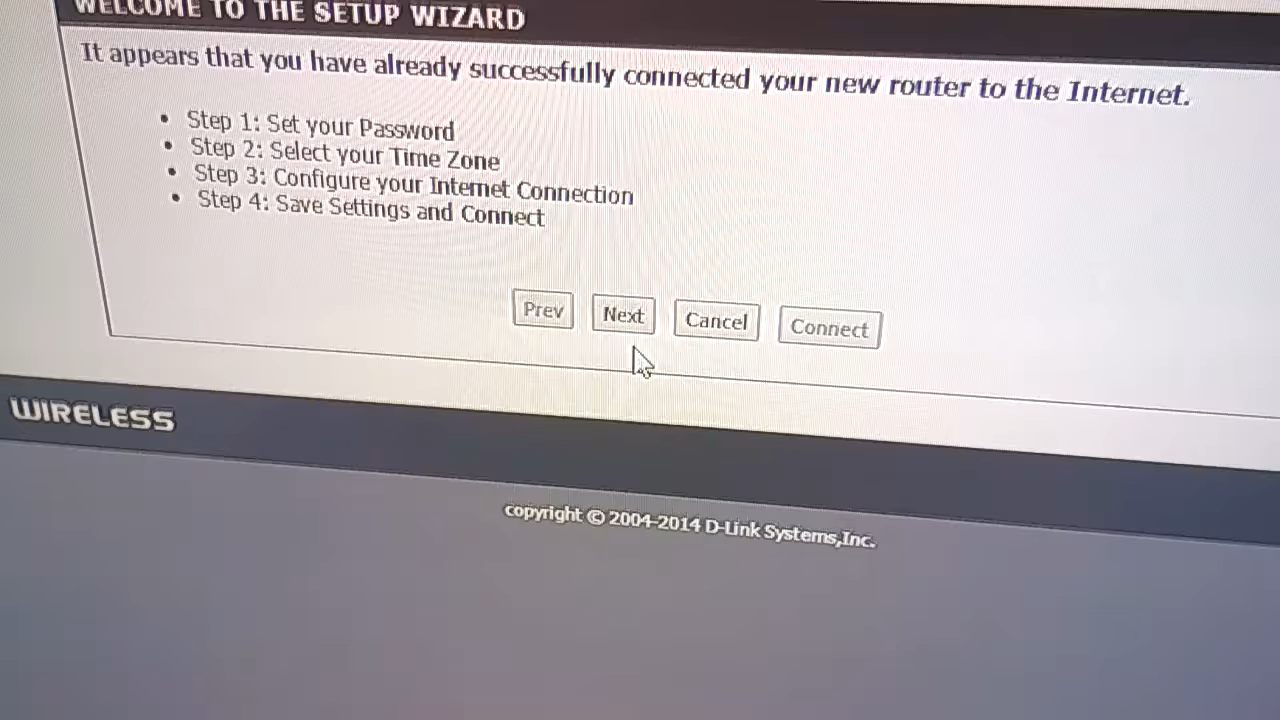 WELCOME TO THE SETUP WIZARD
It appears that you have already successfully connected your new router to the Internet.
• Step 1: Set your Password
• Step 2: Select your Time Zone
• Step 3: Configure your Internet Connection
• Step 4: Save Settings and Connect
Prev Next Cancel Connect
WIRELESS
copyright © 2004-2014 D-Link Systems,Inc.